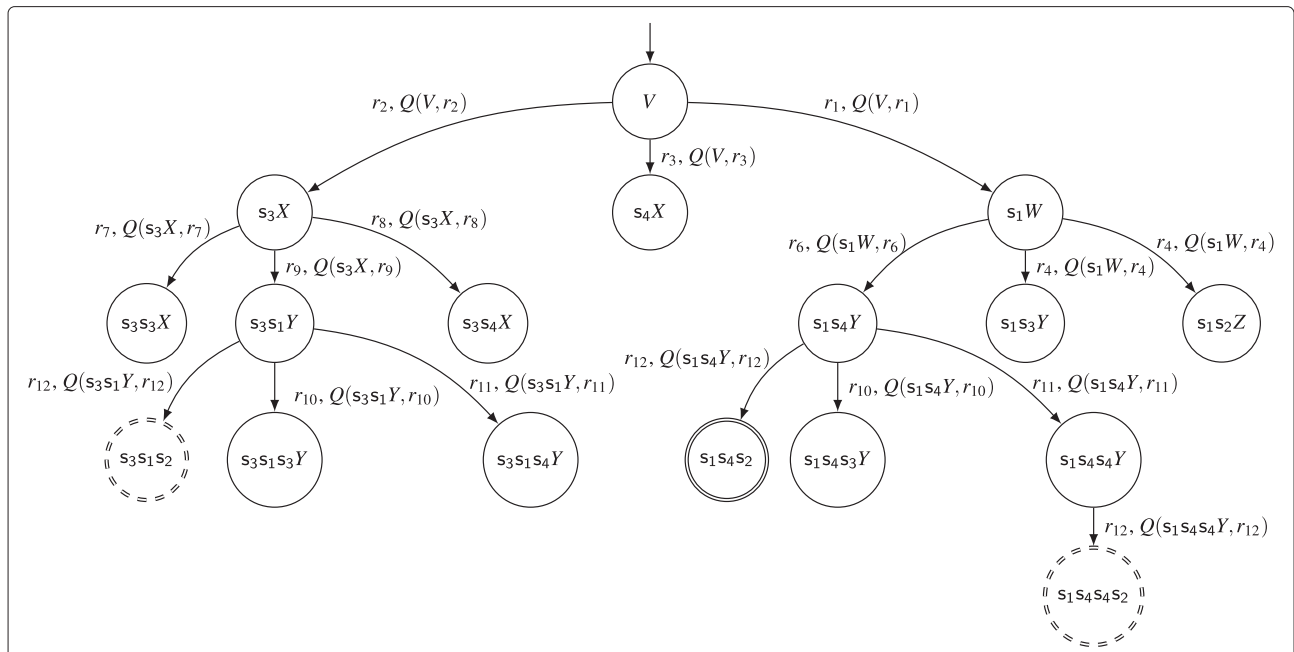 V
r₂, Q(V,r₂)
r₁, Q(V,r₁)
r₃, Q(V,r₃)
s₃X
s₄X
s₁W
r₇, Q(s₃X,r₇)
r₈, Q(s₃X,r₈)
r₉, Q(s₃X,r₉)
r₆, Q(s₁W,r₆)
r₄, Q(s₁W,r₄)
r₄, Q(s₁W,r₄)
s₃s₃X
s₃s₁Y
s₃s₄X
s₁s₄Y
s₁s₃Y
s₁s₂Z
r₁₂, Q(s₃s₁Y,r₁₂)
r₁₀, Q(s₃s₁Y,r₁₀)
r₁₁, Q(s₃s₁Y,r₁₁)
r₁₂, Q(s₁s₄Y,r₁₂)
r₁₀, Q(s₁s₄Y,r₁₀)
r₁₁, Q(s₁s₄Y,r₁₁)
s₃s₁s₂
s₃s₁s₃Y
s₃s₁s₄Y
s₁s₄s₂
s₁s₄s₃Y
s₁s₄s₄Y
r₁₂, Q(s₁s₄s₄Y,r₁₂)
s₁s₄s₄s₂